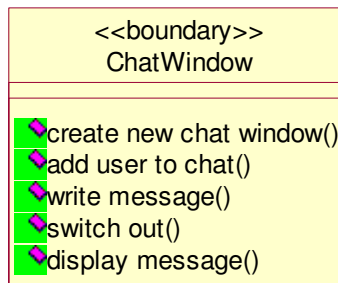 <<boundary>>
ChatWindow
create new chat window()
add user to chat()
write message()
switch out()
display message()